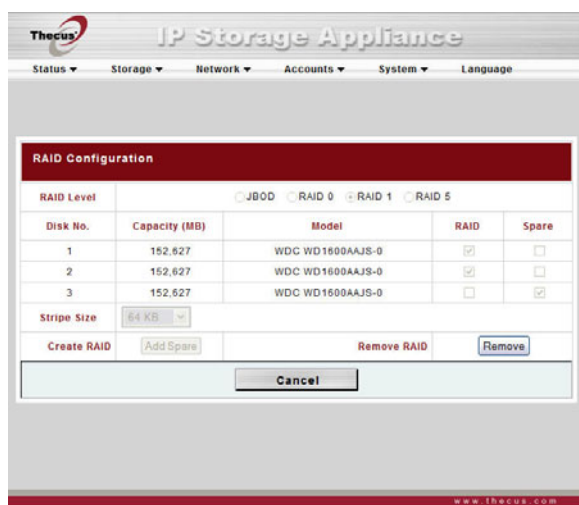 Thecus
IP Storage Appliance
Status Storage Network Accounts System Language
RAID Configuration
RAID Level JBOD RAID 0 RAID 1 RAID 5
Disk No. Capacity (MB) Model RAID Spare
1 152,627 WDC WD1600AAJS-0
2 152,627 WDC WD1600AAJS-0
3 152,627 WDC WD1600AAJS-0
Stripe Size 64 KB
Create RAID Add Spare Remove RAID Remove
Cancel
www.thecus.com